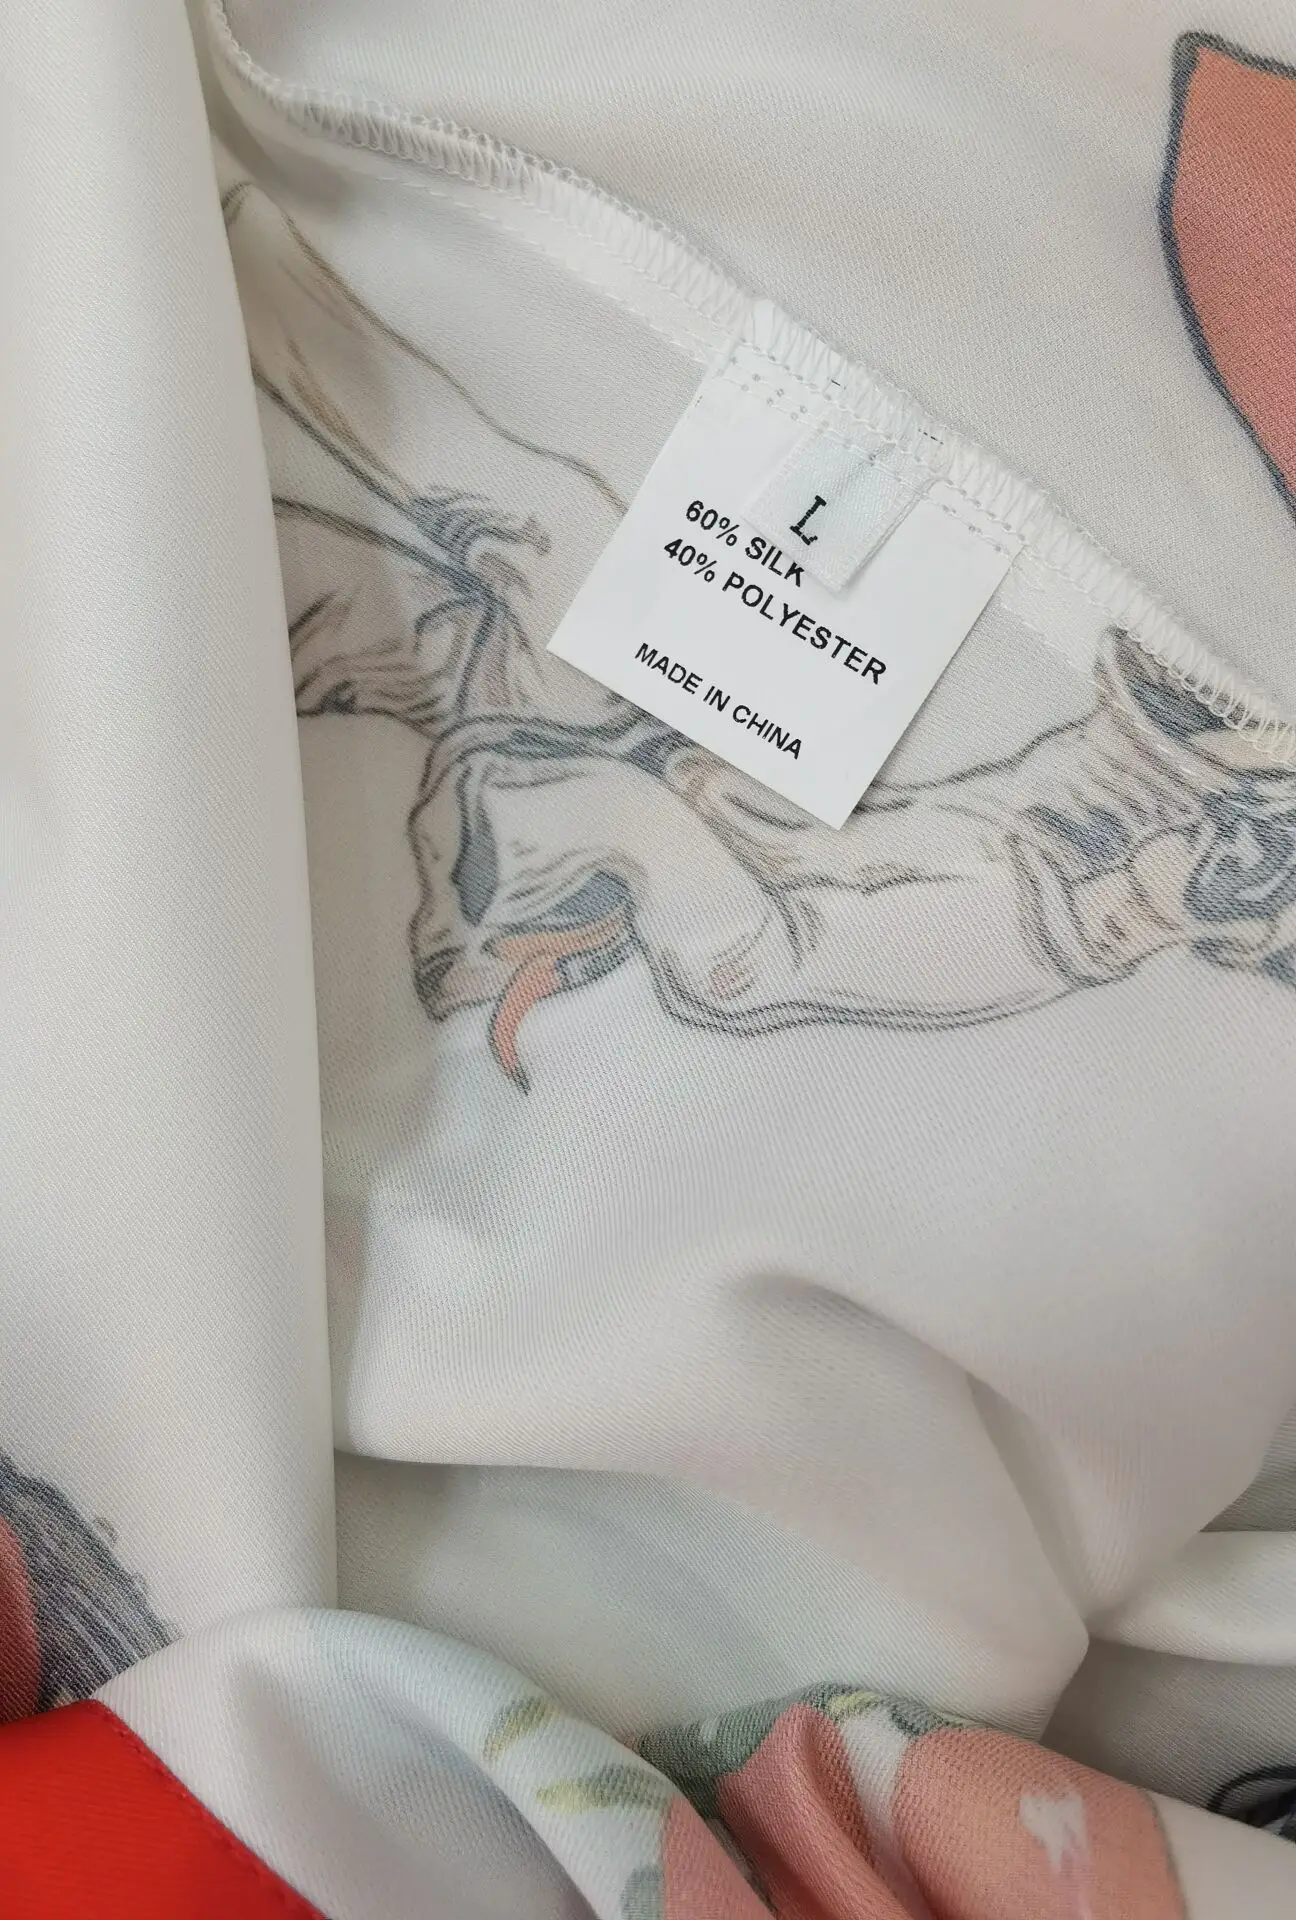 L
60% SILK
40% POLYESTER
MADE IN CHINA